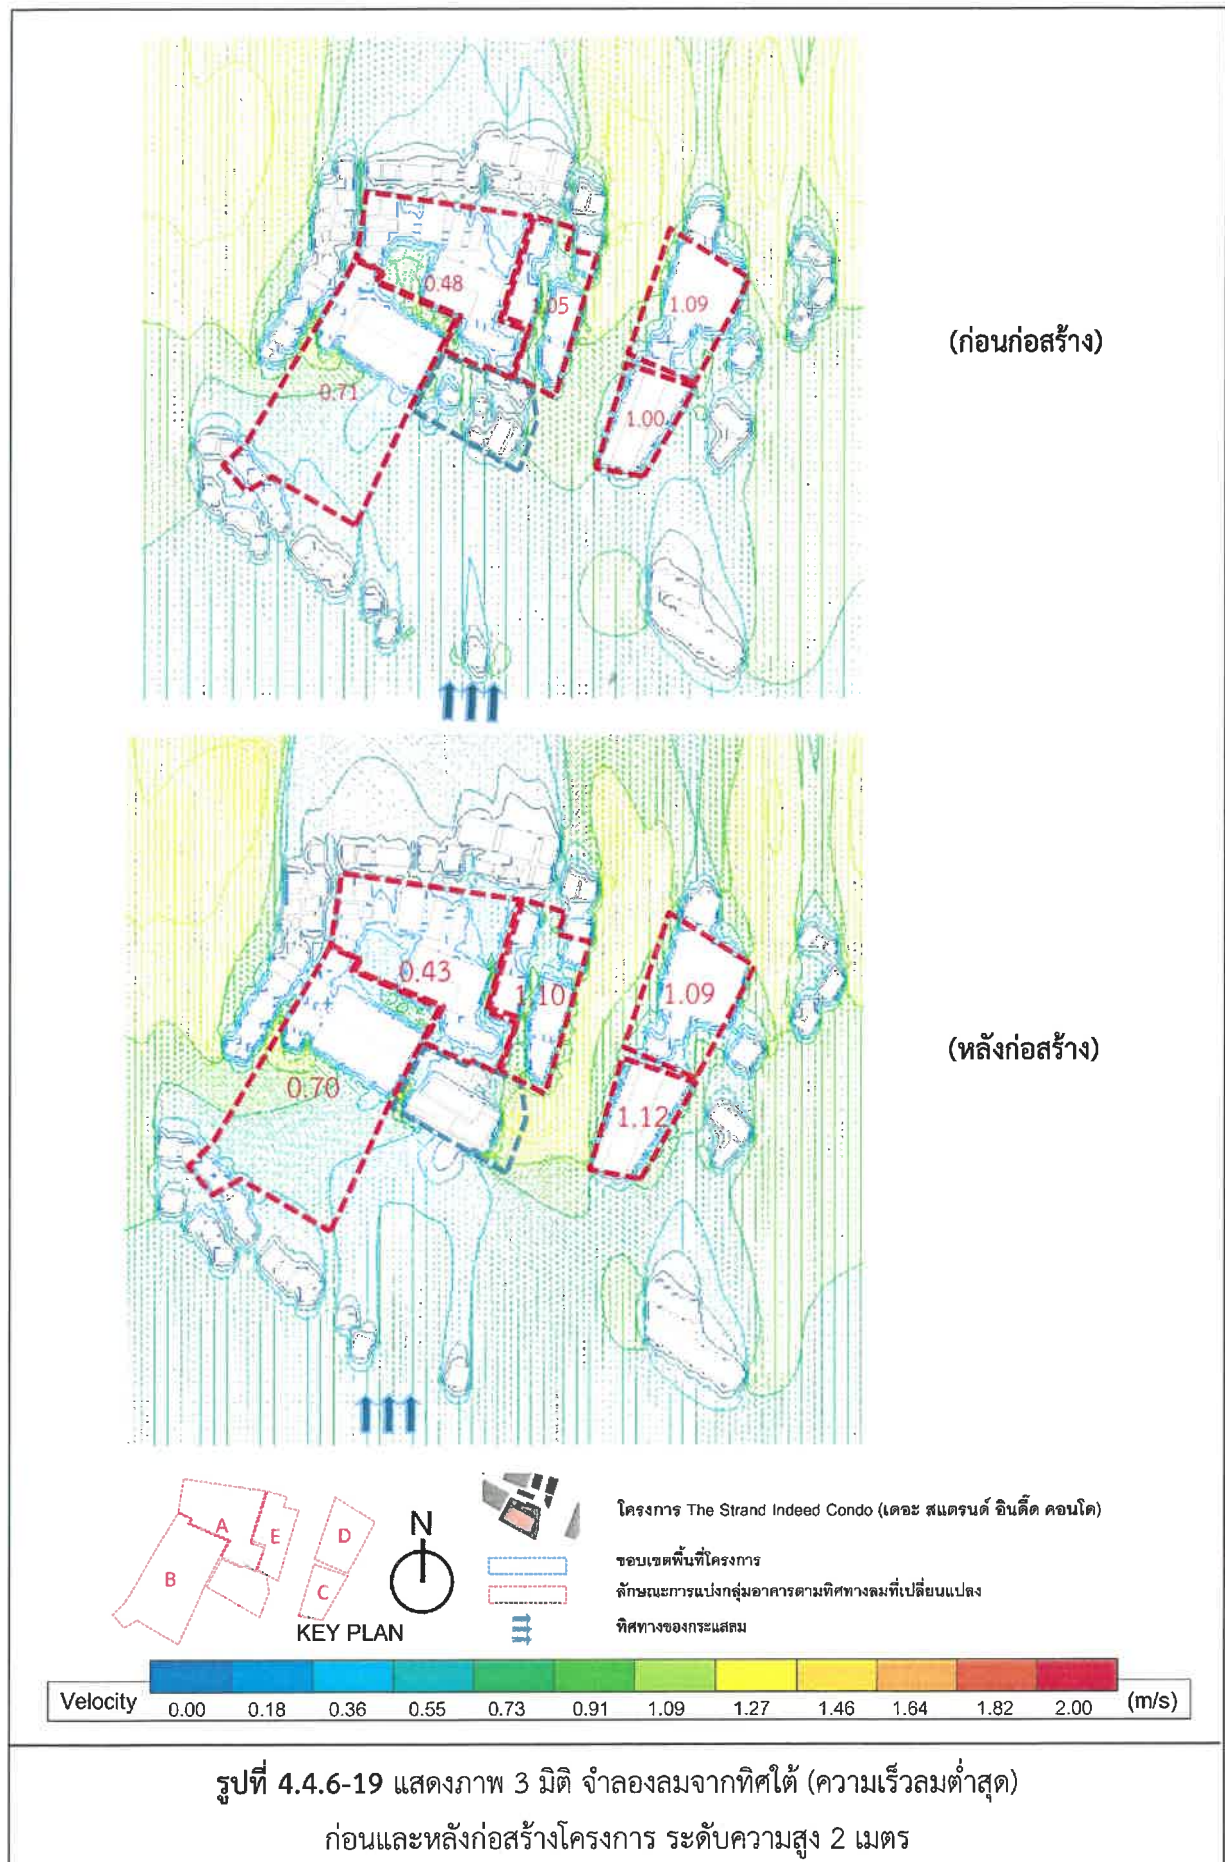 0.48
.05
1.09
0.71
1.00
(ก่อนก่อสร้าง)
0.43
1.10
1.09
0.70
1.12
(หลังก่อสร้าง)
A
E
D
B
C
N
KEY PLAN
โครงการ The Strand Indeed Condo (เดอะ สแตรนด์ อินดี๊ด คอนโด)
ขอบเขตพื้นที่โครงการ
ลักษณะการแบ่งกลุ่มอาคารตามทิศทางลมที่เปลี่ยนแปลง
ทิศทางของกระแสลม
Velocity 0.00 0.18 0.36 0.55 0.73 0.91 1.09 1.27 1.46 1.64 1.82 2.00 (m/s)
รูปที่ 4.4.6-19 แสดงภาพ 3 มิติ จำลองลมจากทิศใต้ (ความเร็วลมต่ำสุด)
ก่อนและหลังก่อสร้างโครงการ ระดับความสูง 2 เมตร